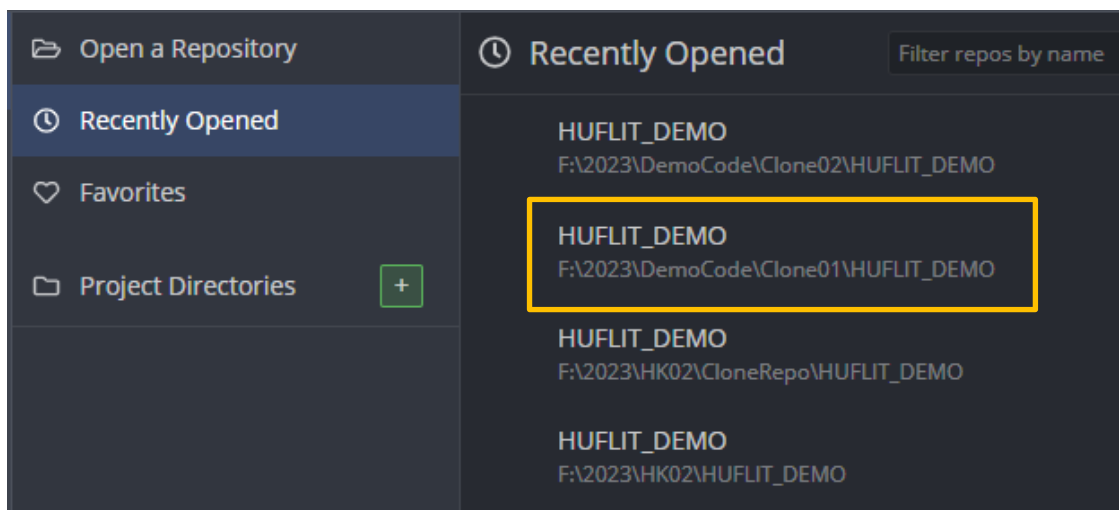 Open a Repository
Recently Opened
Favorites
Project Directories
+
Recently Opened
Filter repos by name
HUFLIT_DEMO
F:\2023\DemoCode\Clone02\HUFLIT_DEMO
HUFLIT_DEMO
F:\2023\DemoCode\Clone01\HUFLIT_DEMO
HUFLIT_DEMO
F:\2023\HK02\CloneRepo\HUFLIT_DEMO
HUFLIT_DEMO
F:\2023\HK02\HUFLIT_DEMO